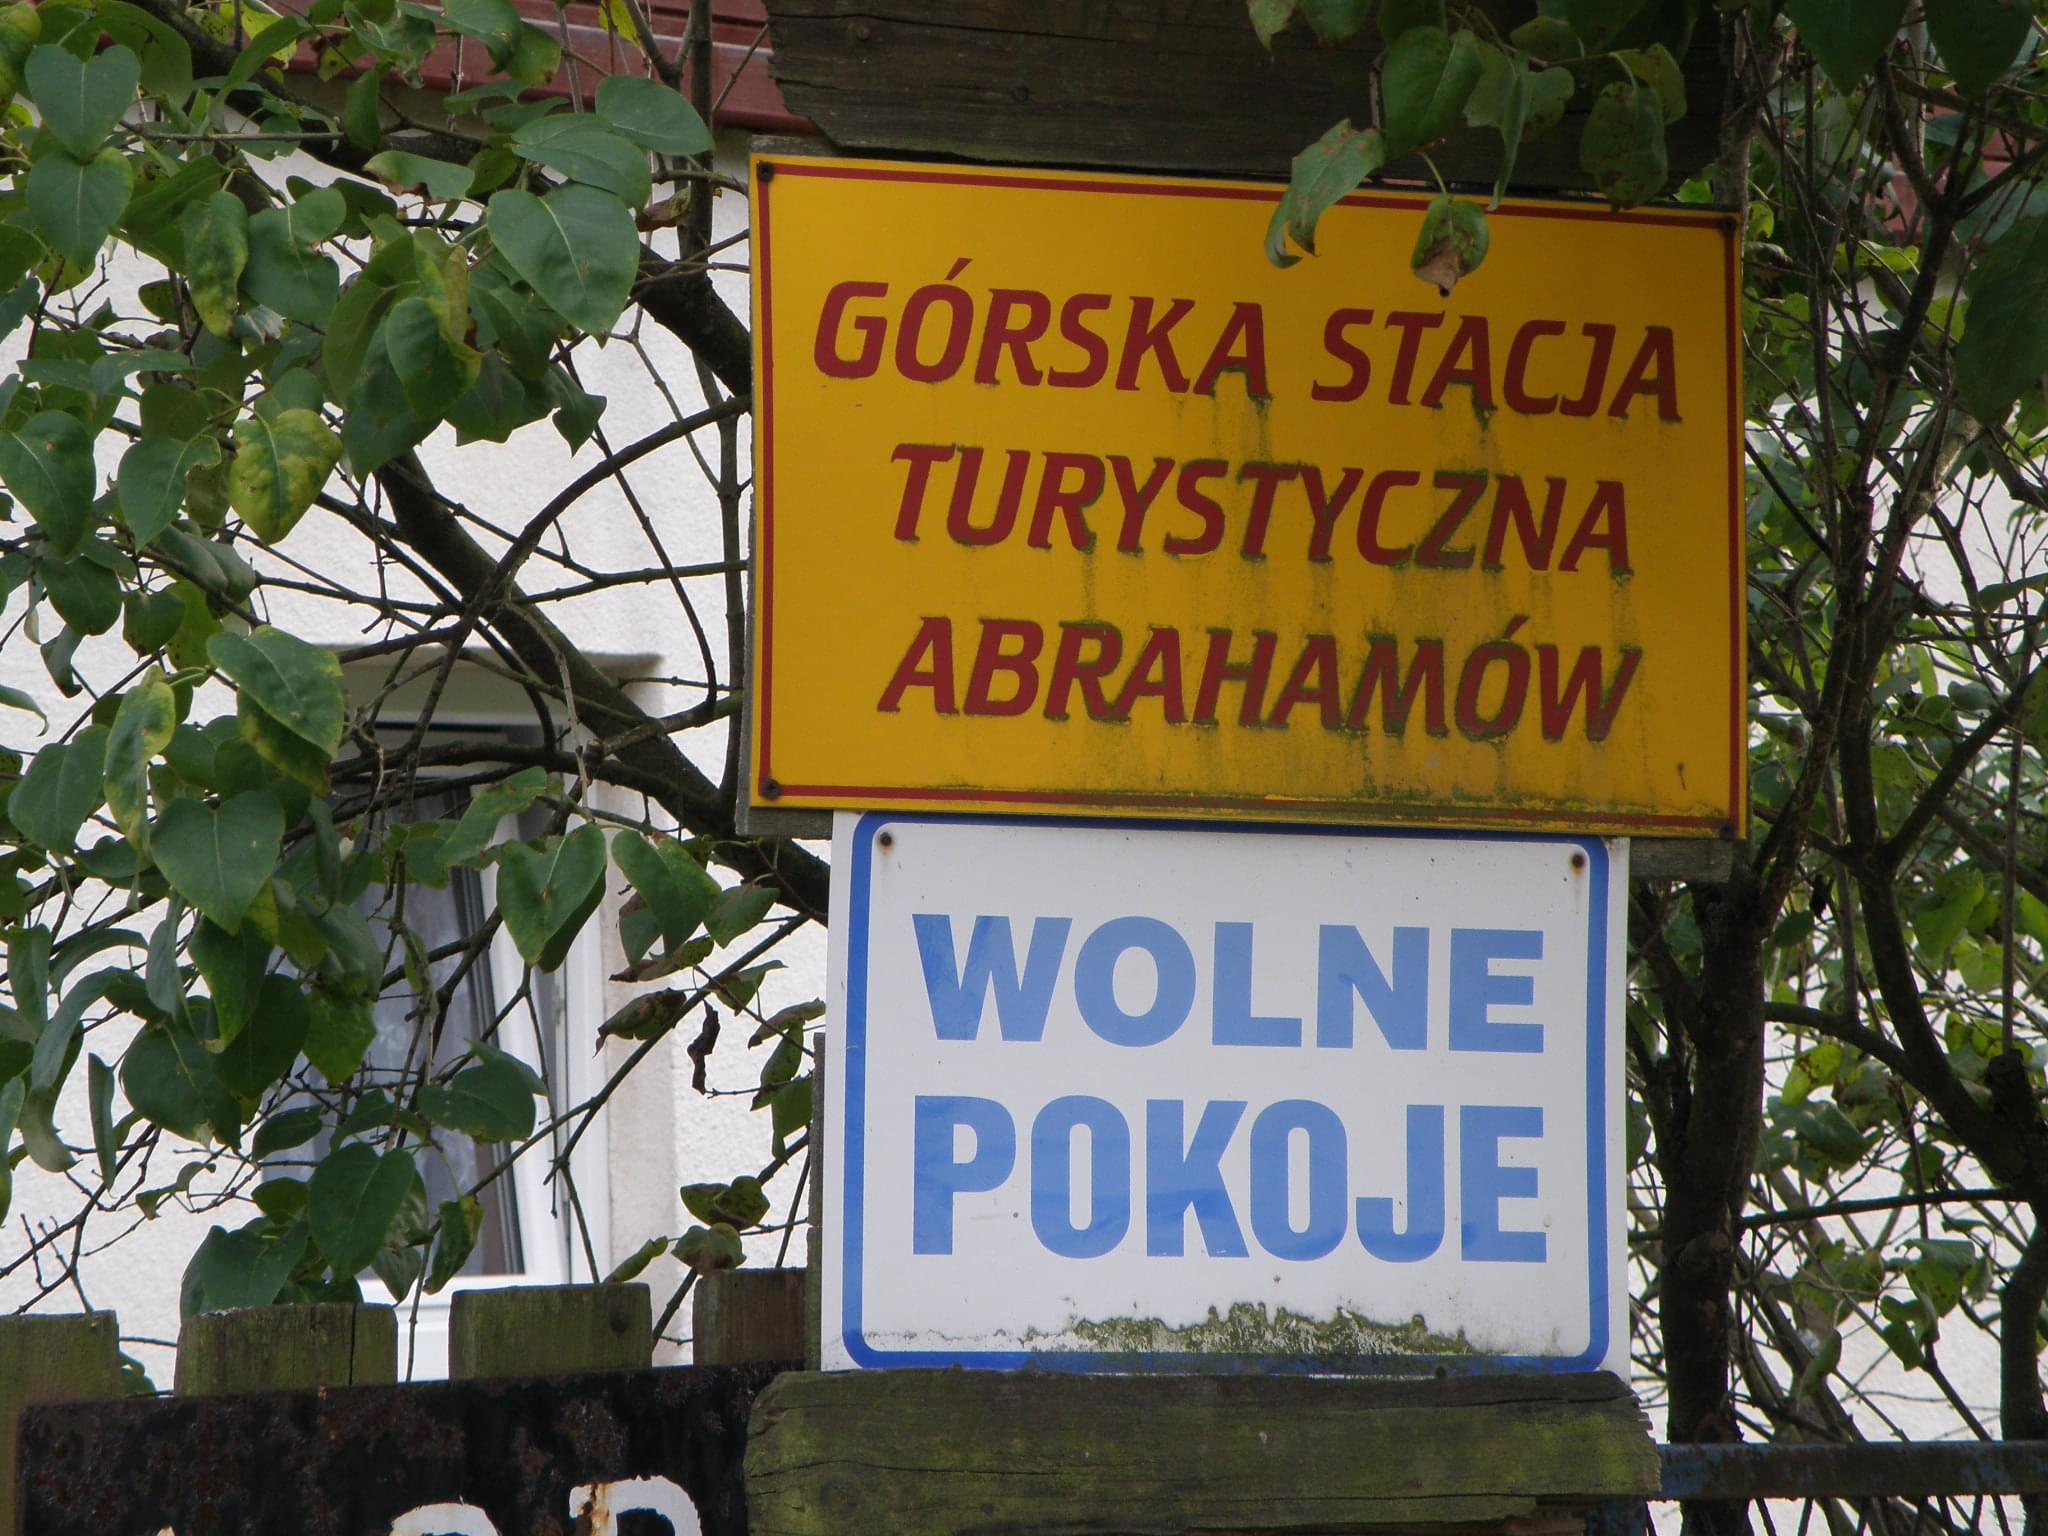 GÓRSKA STACJA
TURYSTYCZNA
ABRAHAMÓW
WOLNE
POKOJE